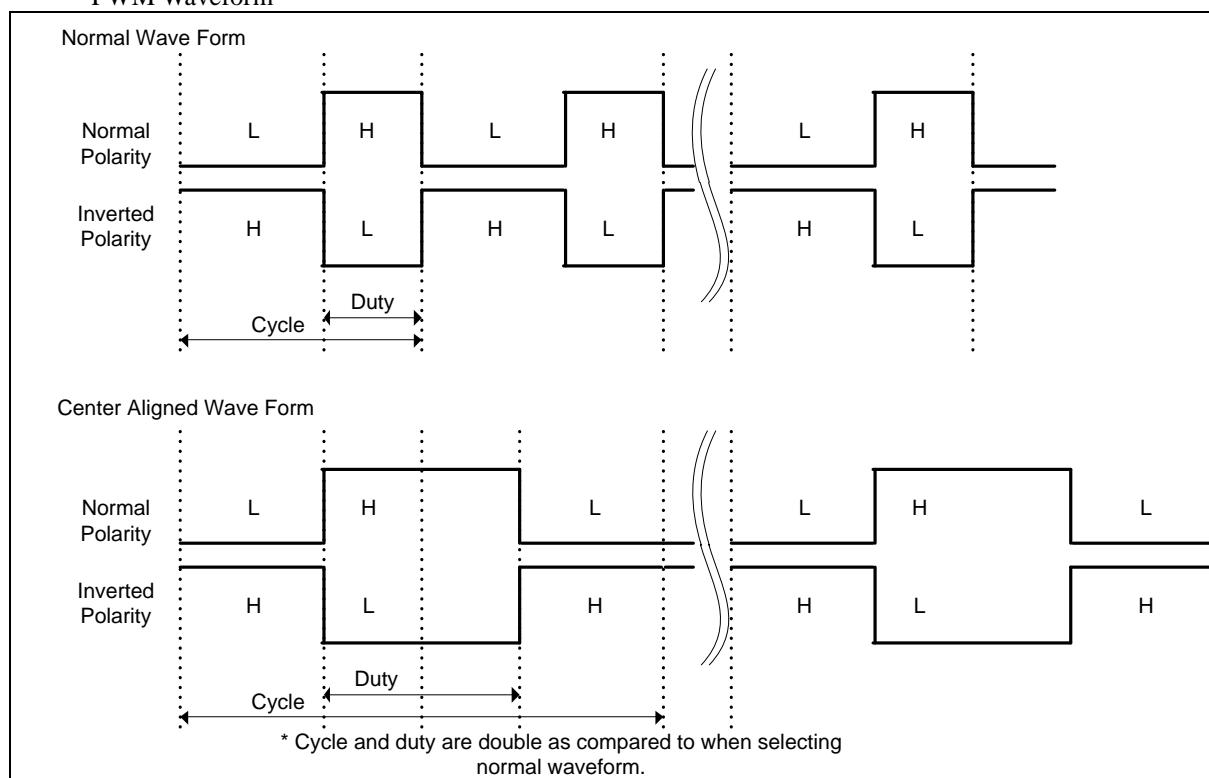 PWM Waveform
Normal Wave Form
Normal
Polarity
L H L H L H
Inverted
Polarity
H L H L H L
Duty
Cycle
Center Aligned Wave Form
Normal
Polarity
L H L L H L
Inverted
Polarity
H L H H L H
Duty
Cycle
* Cycle and duty are double as compared to when selecting
normal waveform.